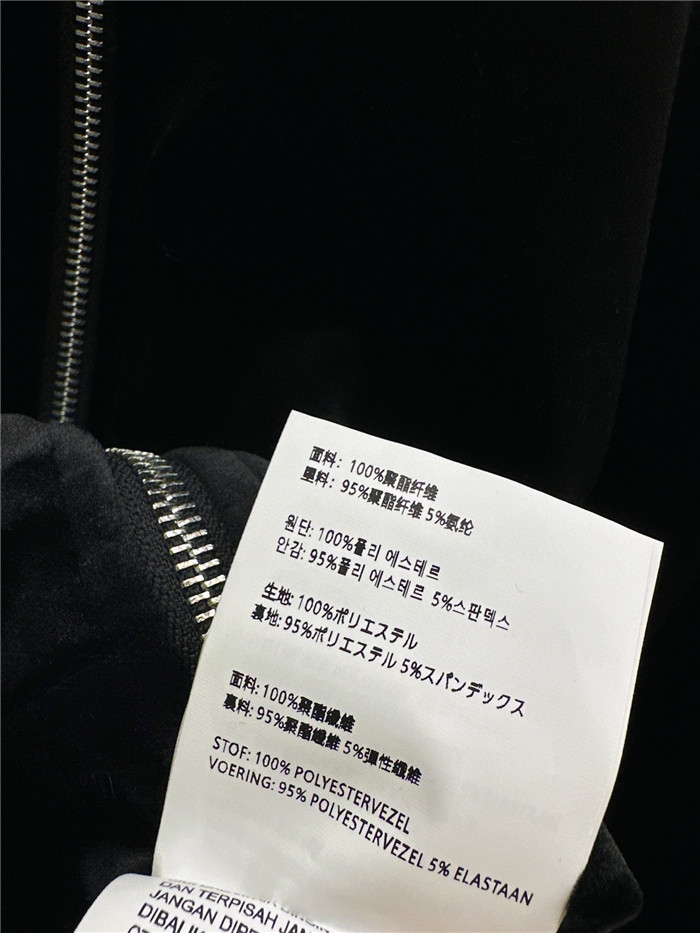 面料: 100%聚酯纤维
里料: 95%聚酯纤维 5%氨纶
원단: 100%폴리 에스테르
안감: 95%폴리 에스테르 5%스판덱스
生地: 100%ポリエステル
裏地: 95%ポリエステル 5%スパンデックス
面料: 100%聚酯纖維
裏料: 95%聚酯纖維 5%彈性纖維
STOF: 100% POLYESTERVEZEL
VOERING: 95% POLYESTERVEZEL 5% ELASTAAN
DAN TERPISAH
JANGAN